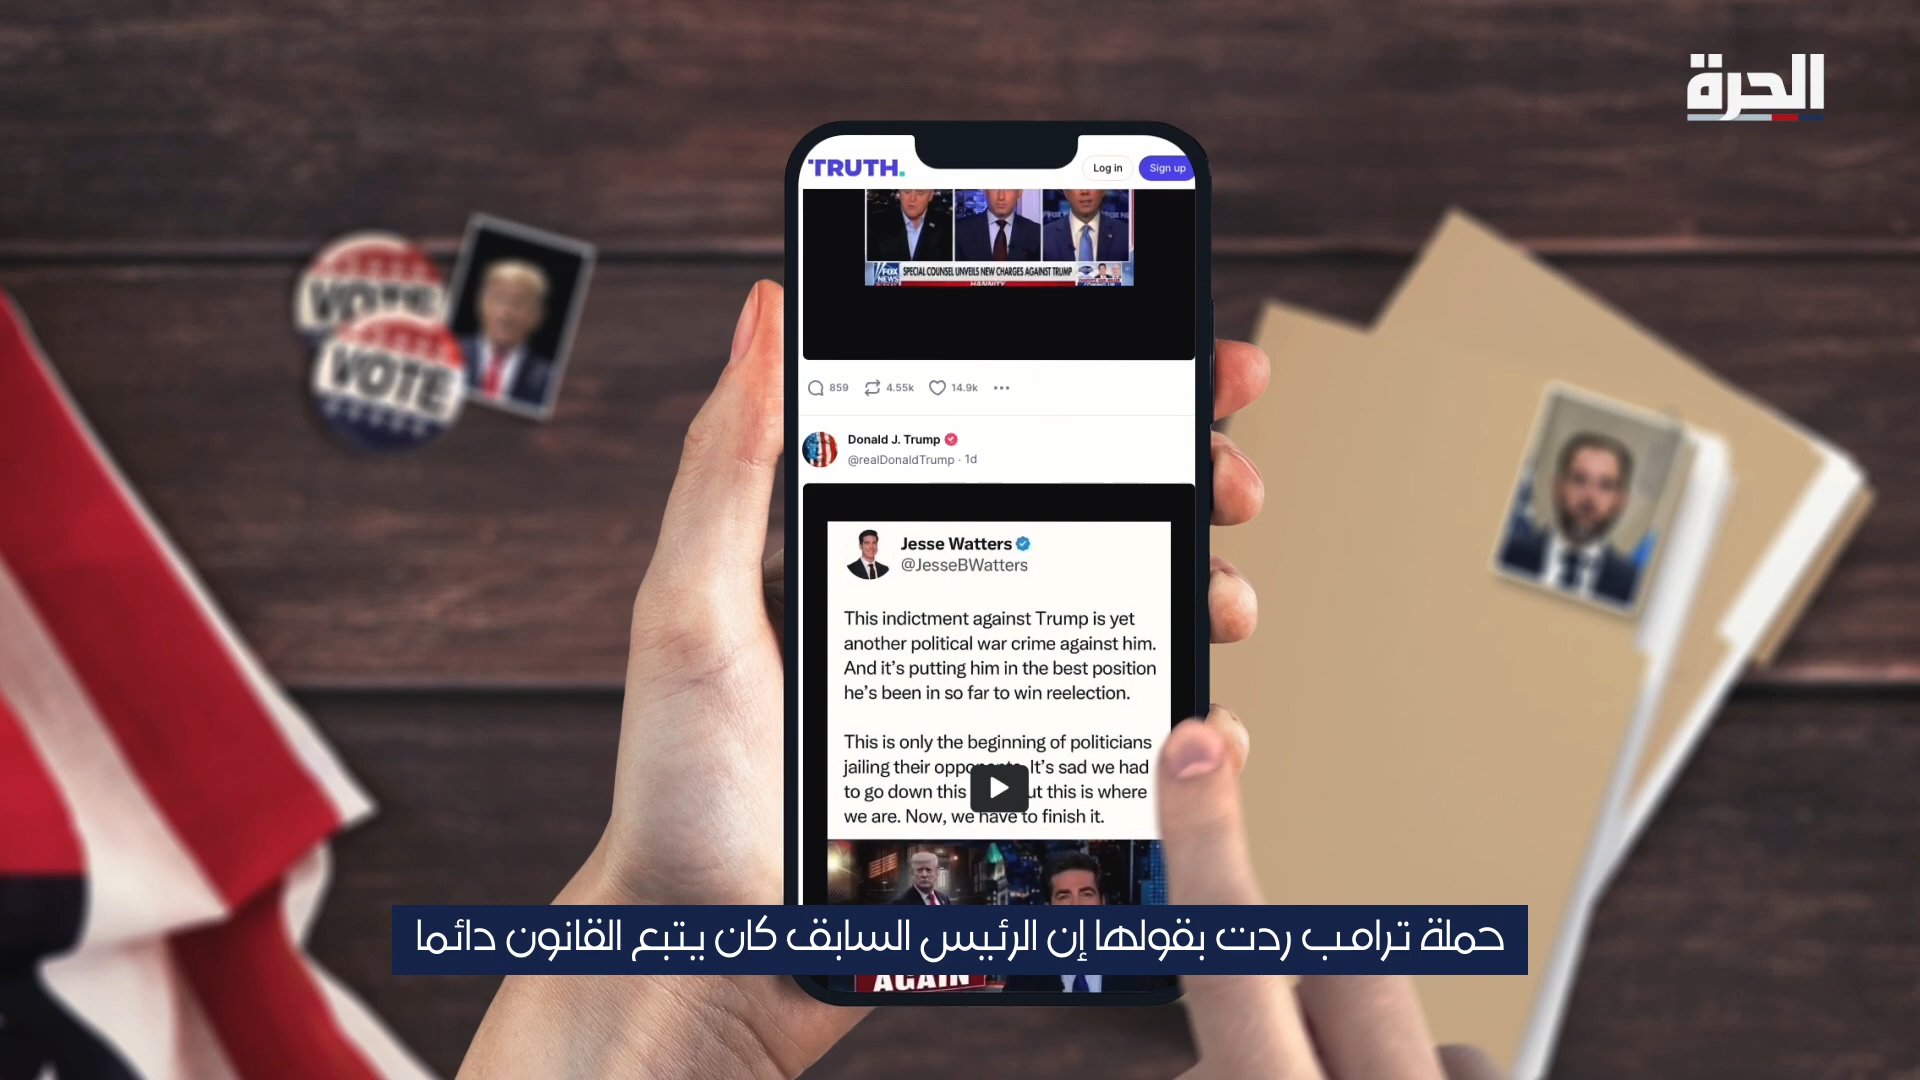 الحرة
TRUTH.
Log in
Sign up
FOX NEWS
SPECIAL COUNSEL UNVEILS NEW CHARGES AGAINST TRUMP
HANNITY
859 4.55k 14.9k
Donald J. Trump
@realDonaldTrump · 1d
VOTE
VOTE
Jesse Watters
@JesseBWatters
This indictment against Trump is yet
another political war crime against him.
And it's putting him in the best position
he's been in so far to win reelection.
This is only the beginning of politicians
jailing their It's sad we had
to go down this this is where
we are. Now, we have to finish it.
حملة ترامب ردت بقولها إن الرئيس السابق كان يتبع القانون دائما
AGAIN